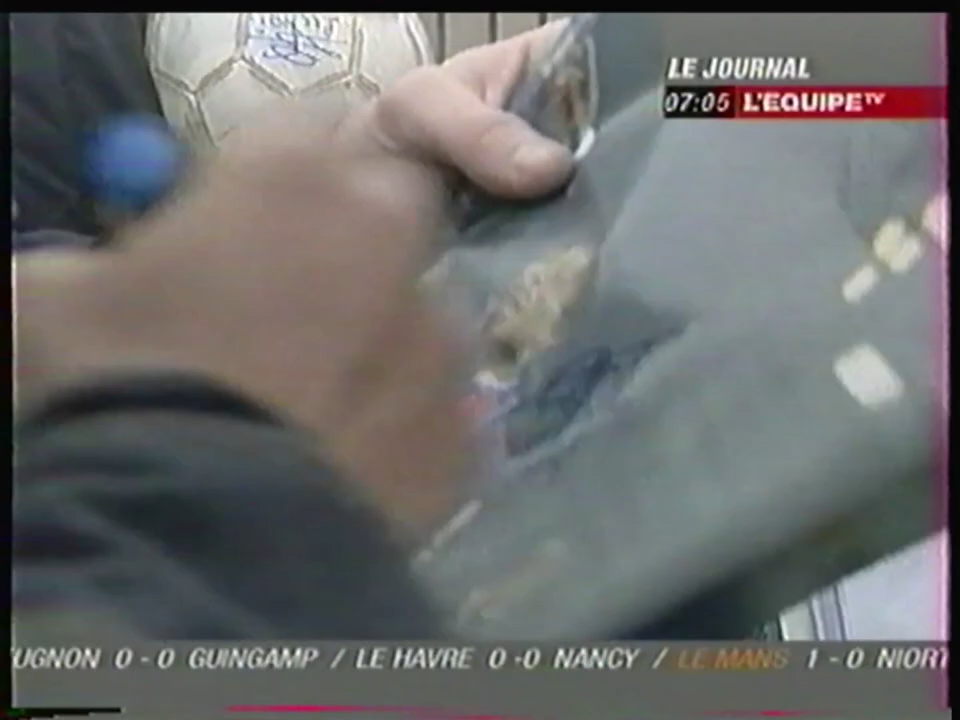 LE JOURNAL
07:05 L'EQUIPE TV
UGNON 0 - 0 GUINGAMP / LE HAVRE 0 -0 NANCY / LE MANS 1 - 0 NIORT